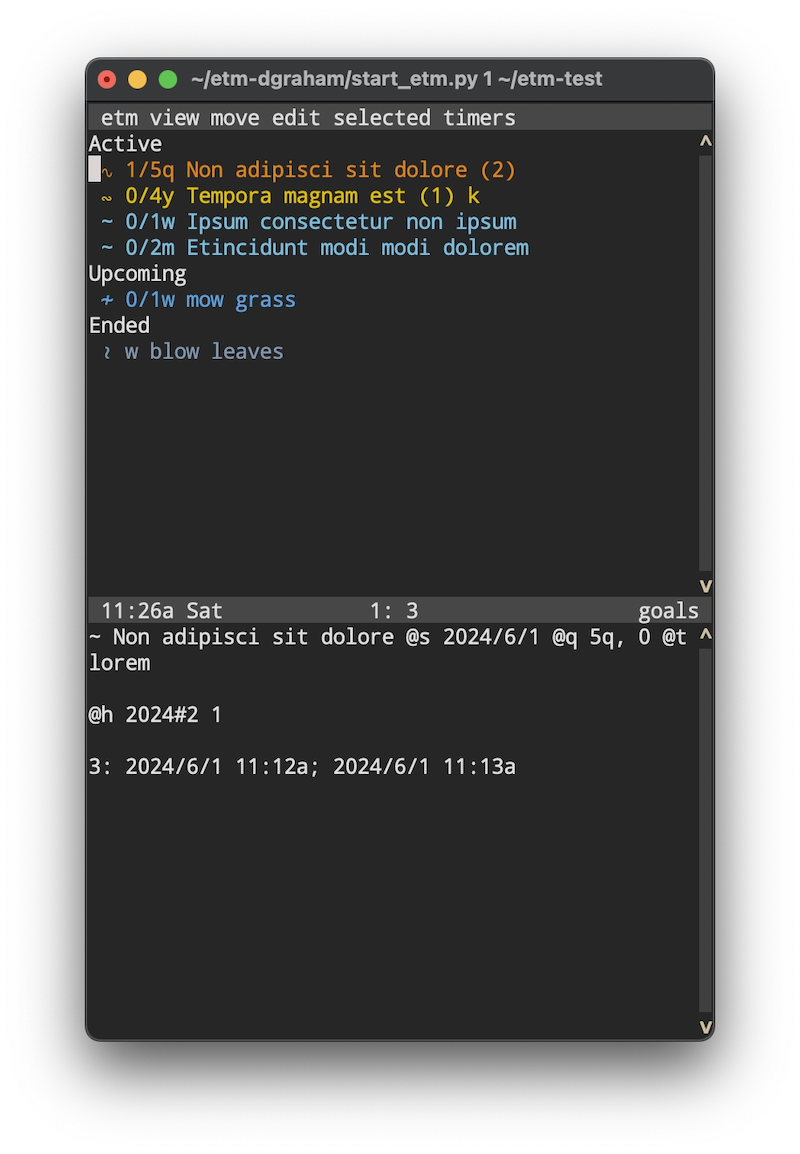 ~/etm-dgraham/start_etm.py 1 ~/etm-test
etm view move edit selected timers
Active
∿ 1/5q Non adipisci sit dolore (2)
≈ 0/4y Tempora magnam est (1) k
~ 0/1w Ipsum consectetur non ipsum
~ 0/2m Etincidunt modi modi dolorem
Upcoming
≁ 0/1w mow grass
Ended
≀ w blow leaves
11:26a Sat 1: 3 goals
~ Non adipisci sit dolore @s 2024/6/1 @q 5q, 0 @t
lorem
@h 2024#2 1
3: 2024/6/1 11:12a; 2024/6/1 11:13a